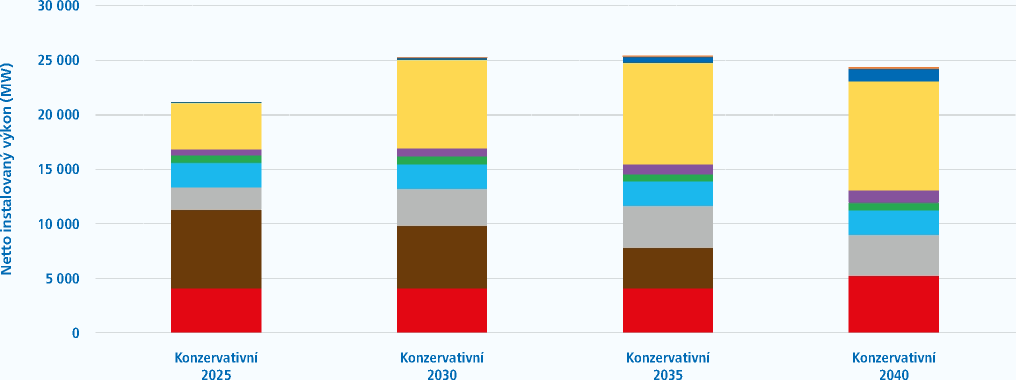 Netto instalovaný výkon (MW)
30 000
25 000
20 000
15 000
10 000
5 000
0
Konzervativní
2025
Konzervativní
2030
Konzervativní
2035
Konzervativní
2040